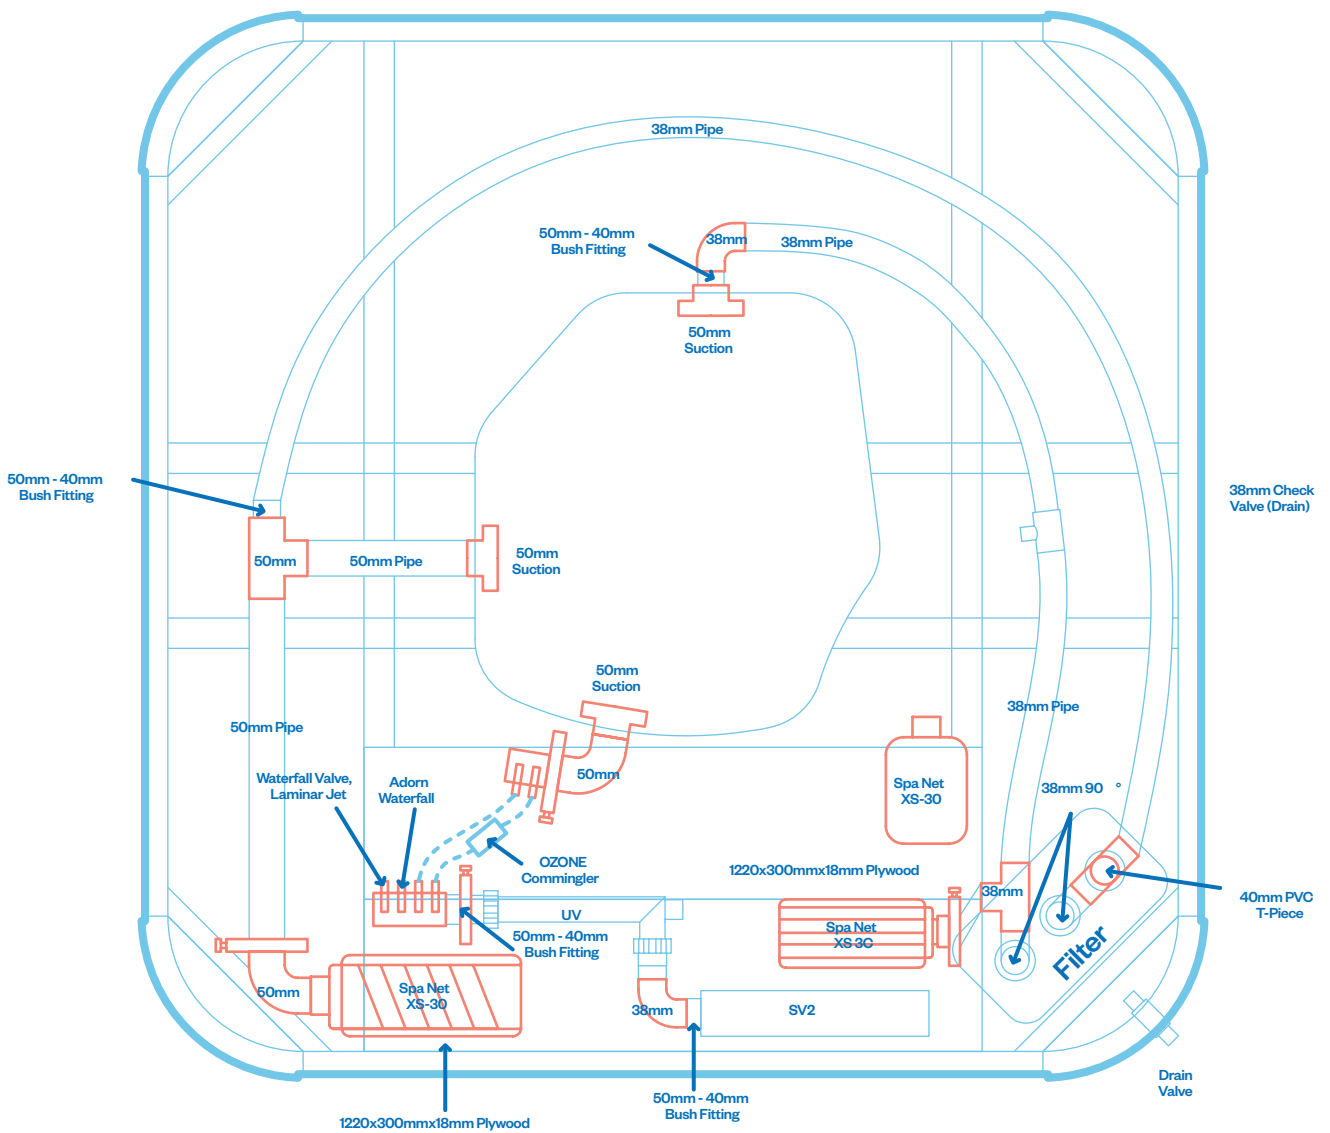 38mm Pipe
50mm - 40mm
Bush Fitting
38mm
38mm Pipe
50mm
Suction
50mm - 40mm
Bush Fitting
38mm Check
Valve (Drain)
50mm
50mm Pipe
50mm
Suction
50mm
Suction
50mm Pipe
38mm Pipe
Waterfall Valve,
Laminar Jet
Adorn
Waterfall
50mm
Spa Net
XS-30
38mm 90 °
OZONE
Commingler
1220x300mmx18mm Plywood
38mm
40mm PVC
T-Piece
UV
50mm - 40mm
Bush Fitting
Spa Net
XS 30
Filter
50mm
Spa Net
XS-30
38mm
SV2
Drain
Valve
50mm - 40mm
Bush Fitting
1220x300mmx18mm Plywood